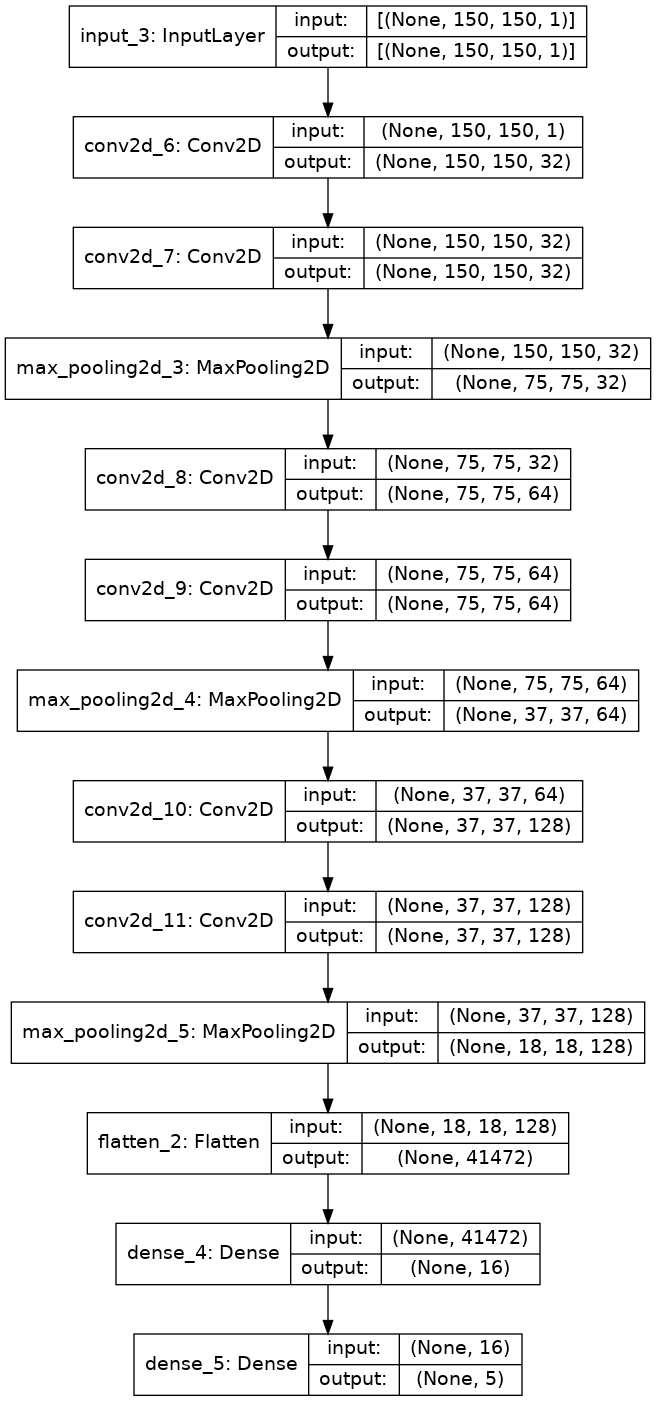 input_3: InputLayer
input: [(None, 150, 150, 1)]
output: [(None, 150, 150, 1)]
conv2d_6: Conv2D
input: (None, 150, 150, 1)
output: (None, 150, 150, 32)
conv2d_7: Conv2D
input: (None, 150, 150, 32)
output: (None, 150, 150, 32)
max_pooling2d_3: MaxPooling2D
input: (None, 150, 150, 32)
output: (None, 75, 75, 32)
conv2d_8: Conv2D
input: (None, 75, 75, 32)
output: (None, 75, 75, 64)
conv2d_9: Conv2D
input: (None, 75, 75, 64)
output: (None, 75, 75, 64)
max_pooling2d_4: MaxPooling2D
input: (None, 75, 75, 64)
output: (None, 37, 37, 64)
conv2d_10: Conv2D
input: (None, 37, 37, 64)
output: (None, 37, 37, 128)
conv2d_11: Conv2D
input: (None, 37, 37, 128)
output: (None, 37, 37, 128)
max_pooling2d_5: MaxPooling2D
input: (None, 37, 37, 128)
output: (None, 18, 18, 128)
flatten_2: Flatten
input: (None, 18, 18, 128)
output: (None, 41472)
dense_4: Dense
input: (None, 41472)
output: (None, 16)
dense_5: Dense
input: (None, 16)
output: (None, 5)